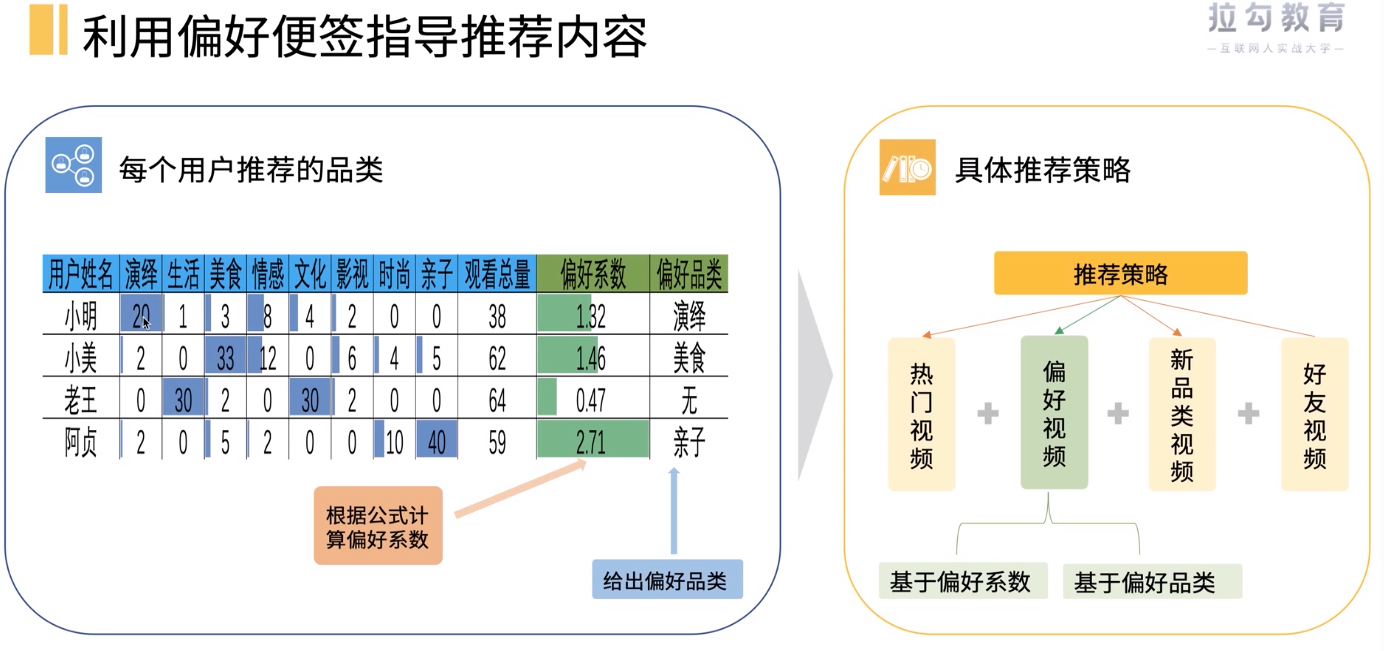 利用偏好便签指导推荐内容
拉勾教育
—互联网人实战大学—
每个用户推荐的品类
用户姓名 演绎 生活 美食 情感 文化 影视 时尚 亲子 观看总量 偏好系数 偏好品类
小明 20 1 3 8 4 2 0 0 38 1.32 演绎
小美 2 0 33 12 0 6 4 5 62 1.46 美食
老王 0 30 2 0 30 2 0 0 64 0.47 无
阿贞 2 0 5 2 0 0 10 40 59 2.71 亲子
根据公式计
算偏好系数
给出偏好品类
具体推荐策略
推荐策略
热门视频
+
偏好视频
+
新品类视频
+
好友视频
基于偏好系数
基于偏好品类